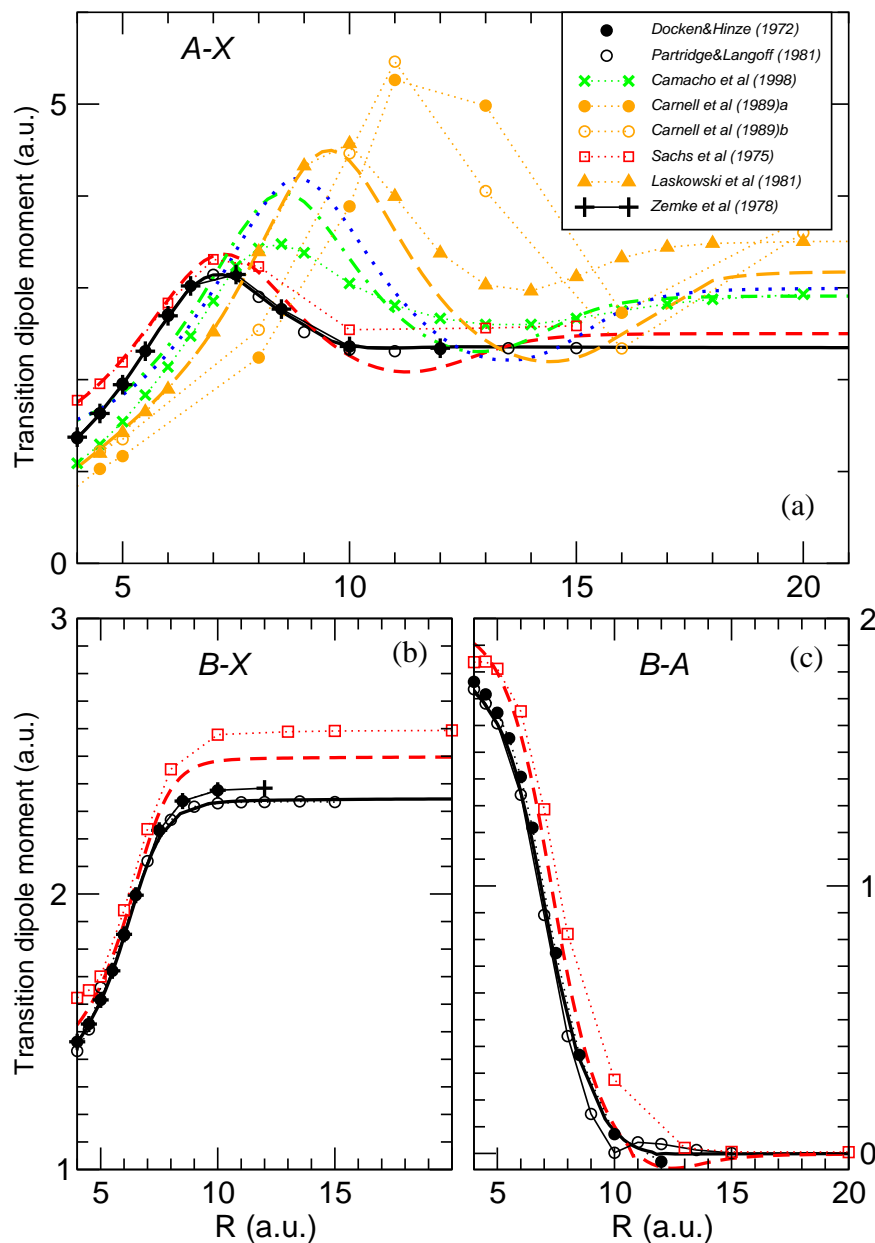 A-X
Docken&Hinze (1972)
Partridge&Langoff (1981)
Camacho et al (1998)
Carnell et al (1989)a
Carnell et al (1989)b
Sachs et al (1975)
Laskowski et al (1981)
Zemke et al (1978)
Transition dipole moment (a.u.)
5
0
(a)
5
10
15
20
3
2
B-X
(b)
B-A
(c)
Transition dipole moment (a.u.)
2
1
1
0
5
10
15
5
10
15
20
R (a.u.)
R (a.u.)